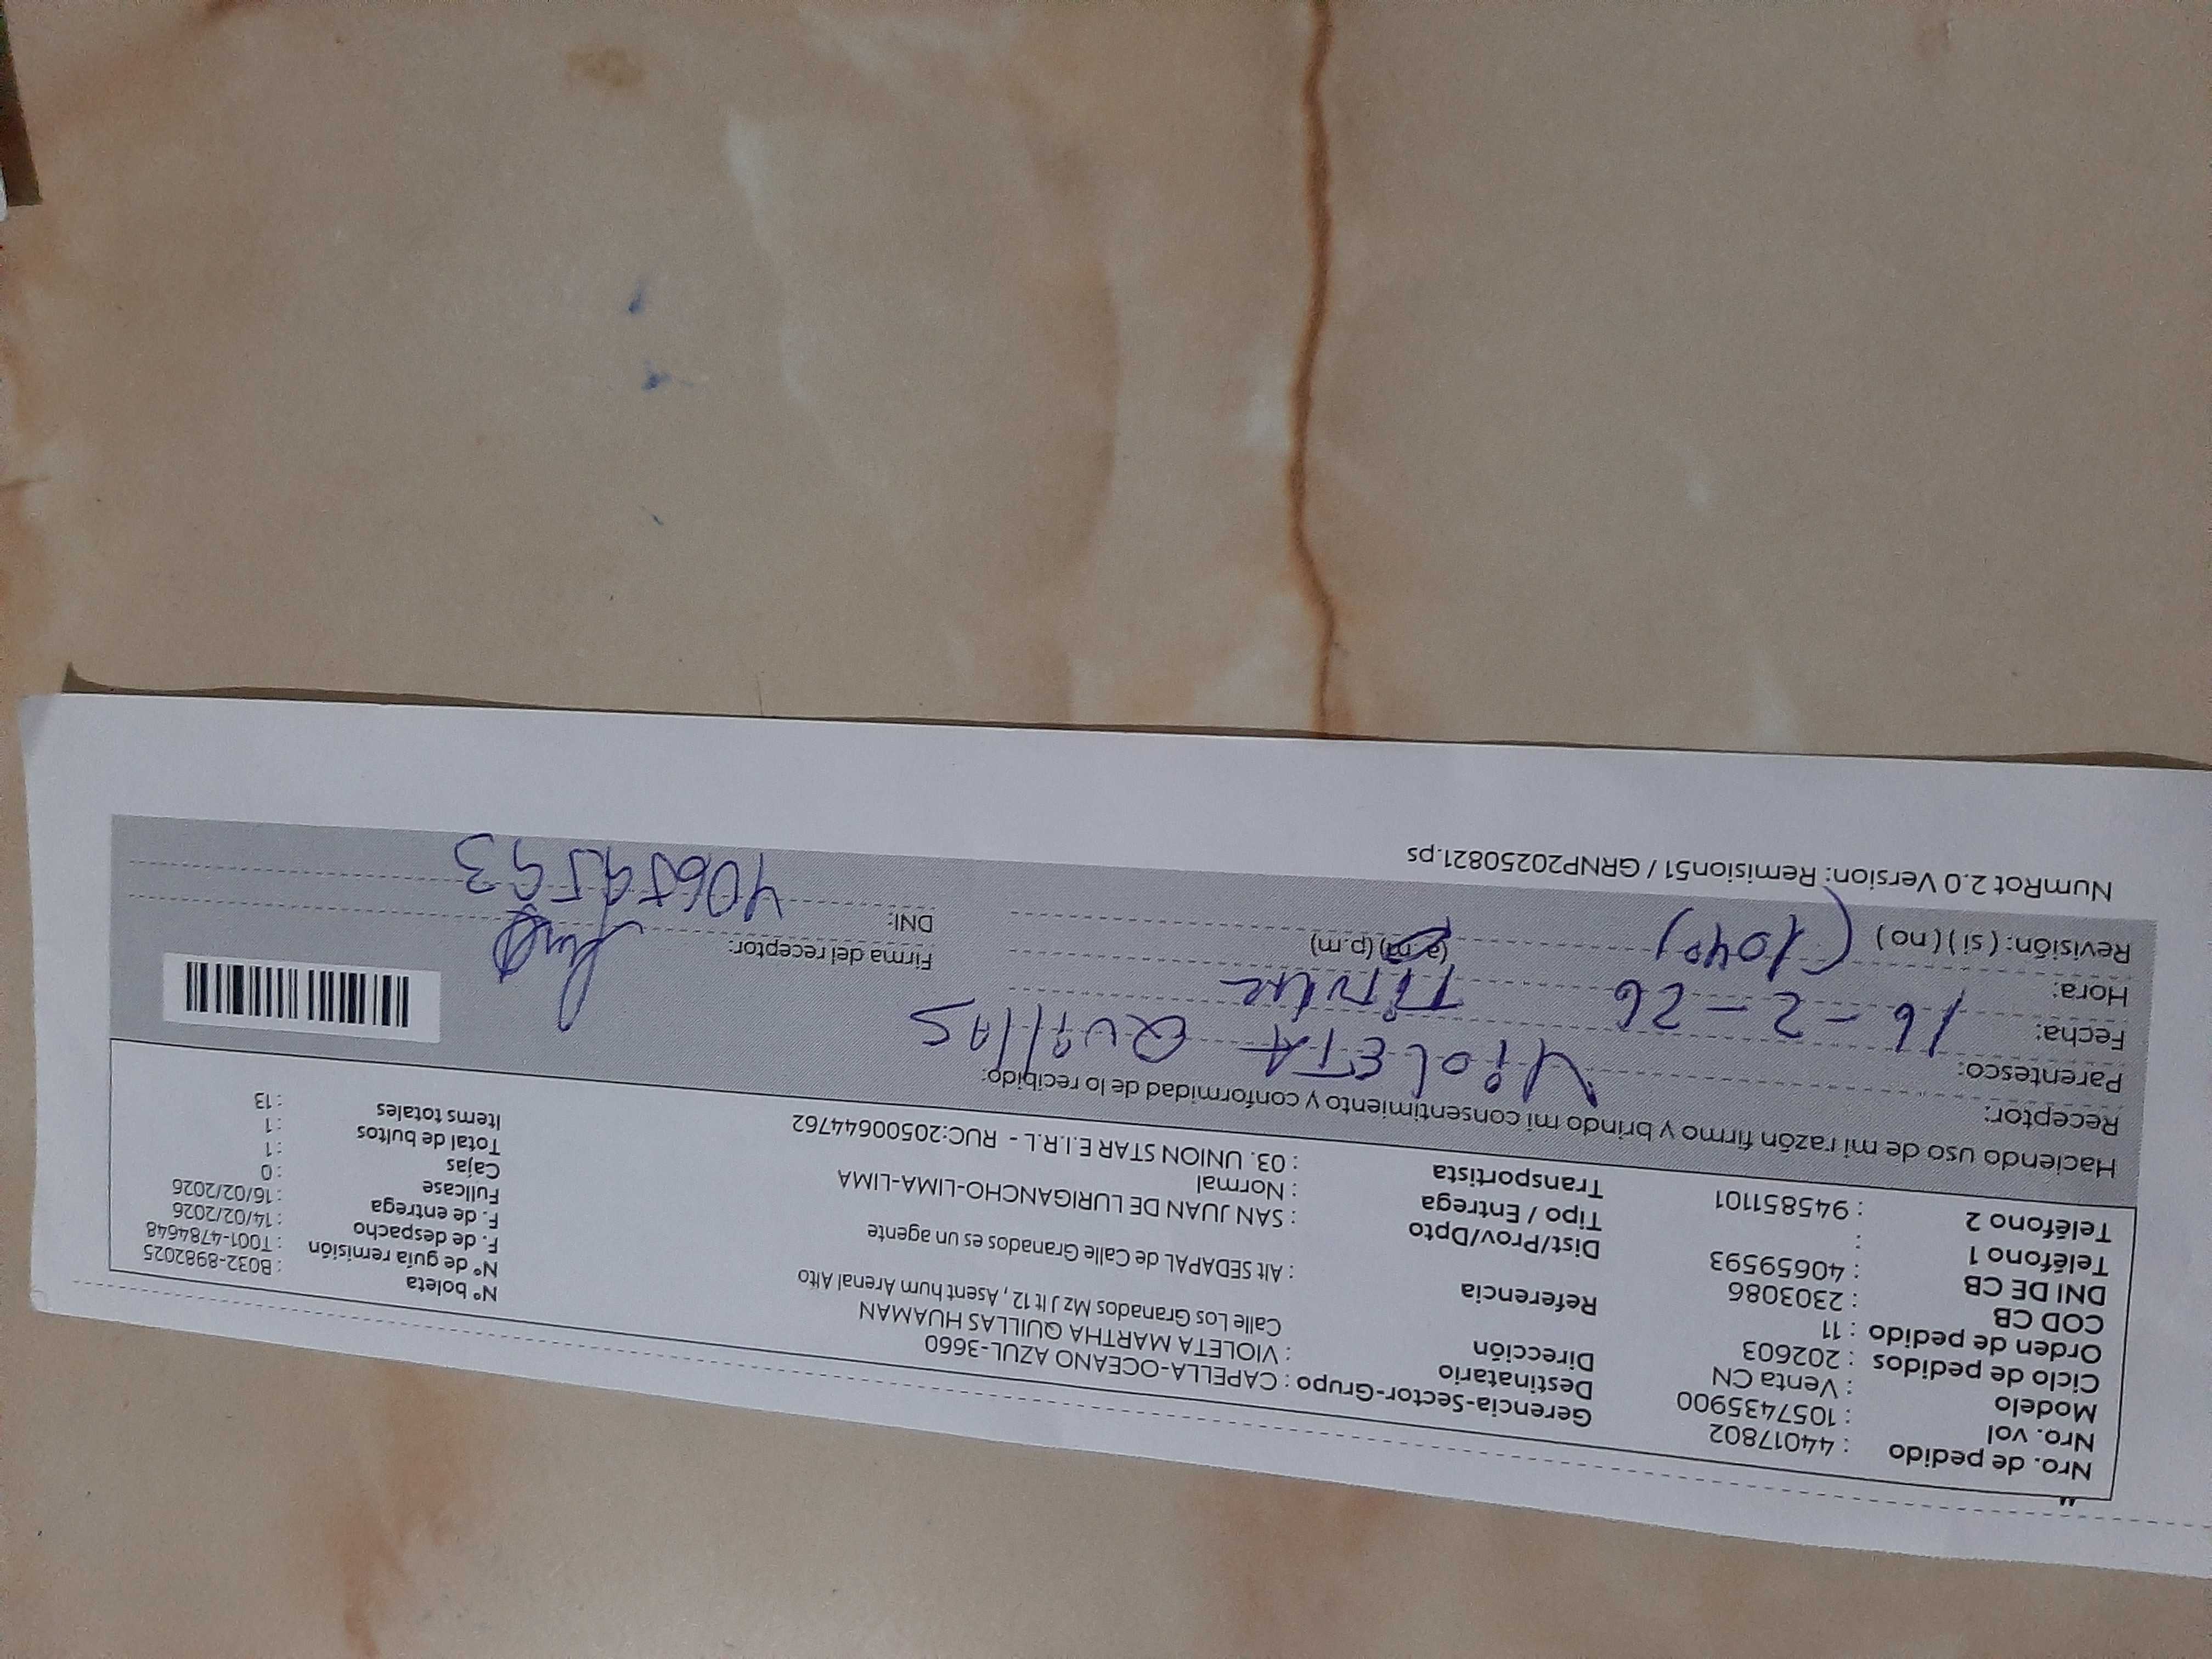 Nro. de pedido : 44017802
Nro. vol : 1057435900
Modelo : Venta CN
Ciclo de pedidos : 202603
Orden de pedido : 11
COD CB : 2303086
DNI DE CB : 40659593
Teléfono 1 :
Teléfono 2 : 945851101
Gerencia-Sector-Grupo : CAPELLA-OCEANO AZUL-3660
Destinatario : VIOLETA MARTHA QUILLAS HUAMAN
Dirección
Calle Los Granados Mz J lt 12 , Asent hum Arenal Alto
Referencia : Alt SEDAPAL de Calle Granados es un agente
Dist/Prov/Dpto : SAN JUAN DE LURIGANCHO-LIMA-LIMA
Tipo / Entrega : Normal
Transportista : 03. UNION STAR E.I.R.L - RUC:20500644762
N° boleta : B032-8982025
N° de guía remisión : T001-4784648
F. de despacho : 14/02/2026
F. de entrega : 16/02/2026
Fullcase : 0
Cajas : 1
Total de bultos : 1
Items totales : 13
Haciendo uso de mi razón firmo y brindo mi consentimiento y conformidad de lo recibido:
Receptor: VioLETA QuillAS
Parentesco:
Fecha: 16-2-26
Hora: (a.m) (p.m)
Revisión: ( si ) ( no )
Firma del receptor:
DNI:
NumRot 2.0 Version: Remision51 / GRNP20250821.ps